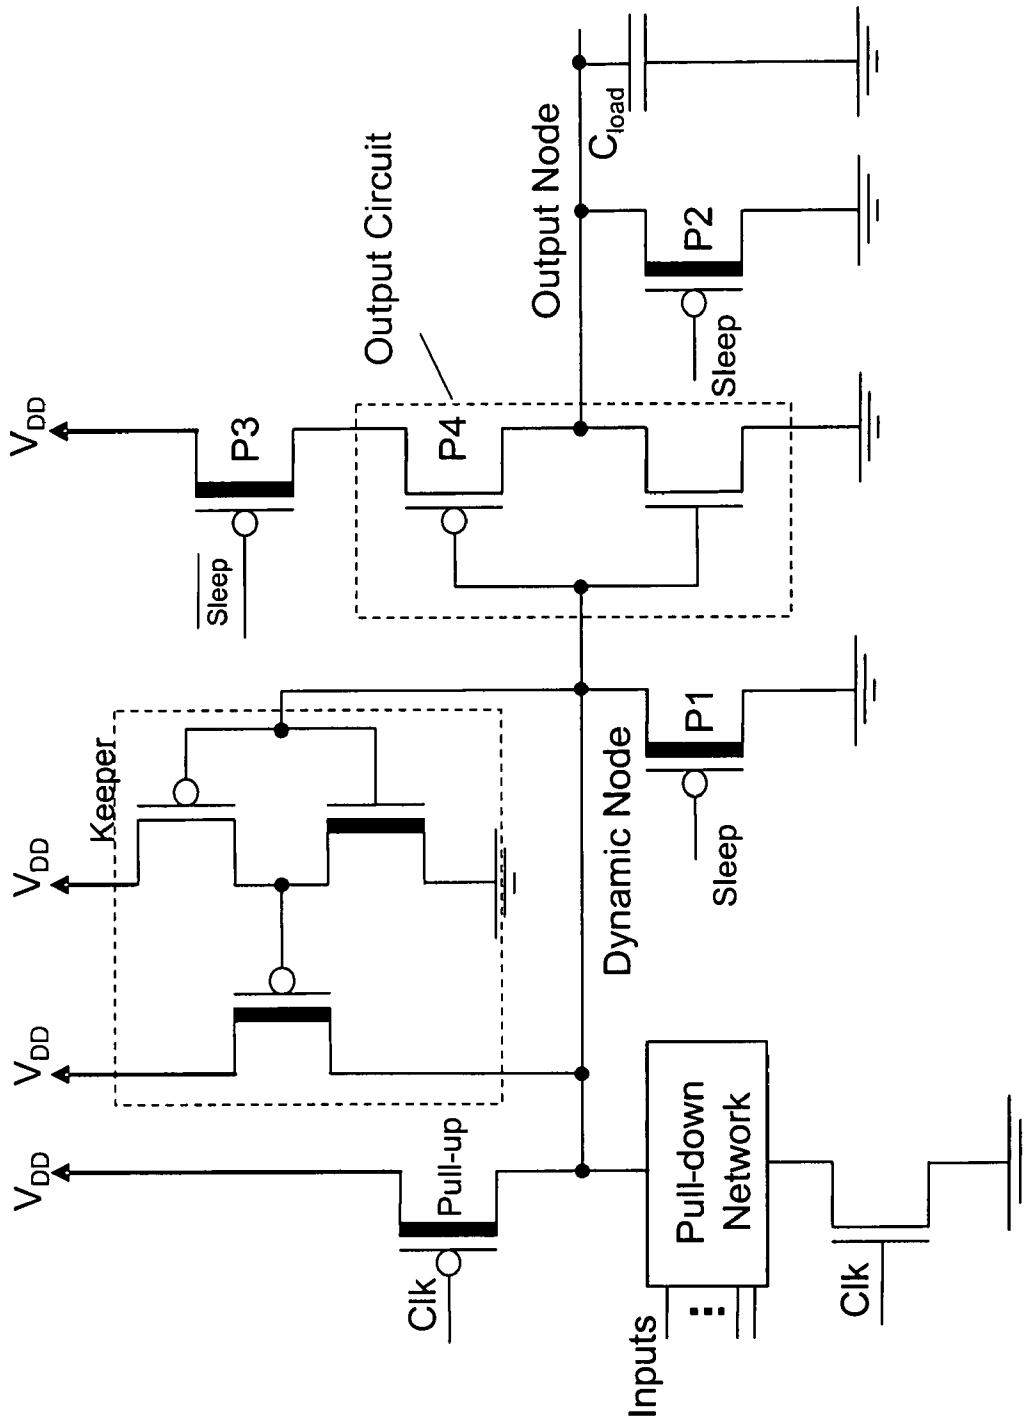 V_DD
V_DD
V_DD
V_DD
Keeper
Sleep
P3
Output Circuit
Clk
Pull-up
P4
Output Node
C_load
Dynamic Node
Inputs
Pull-down
Network
Sleep
P1
Sleep
P2
Clk